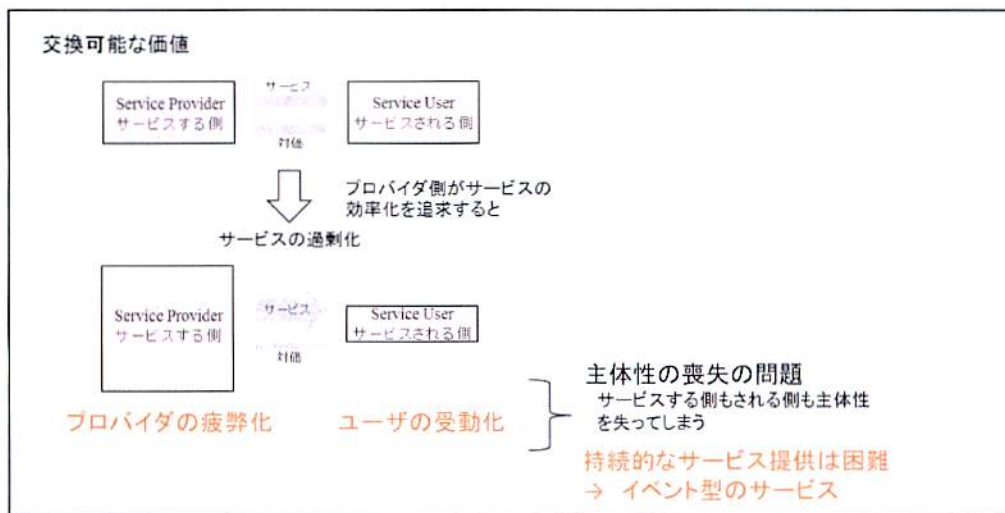 交換可能な価値
Service Provider
サービスする側
サービス
対価
Service User
サービスされる側
プロバイダ側がサービスの
効率化を追求すると
サービスの過剰化
Service Provider
サービスする側
サービス
対価
Service User
サービスされる側
プロバイダの疲弊化
ユーザの受動化
主体性の喪失の問題
サービスする側もされる側も主体性
を失ってしまう
持続的なサービス提供は困難
→ イベント型のサービス